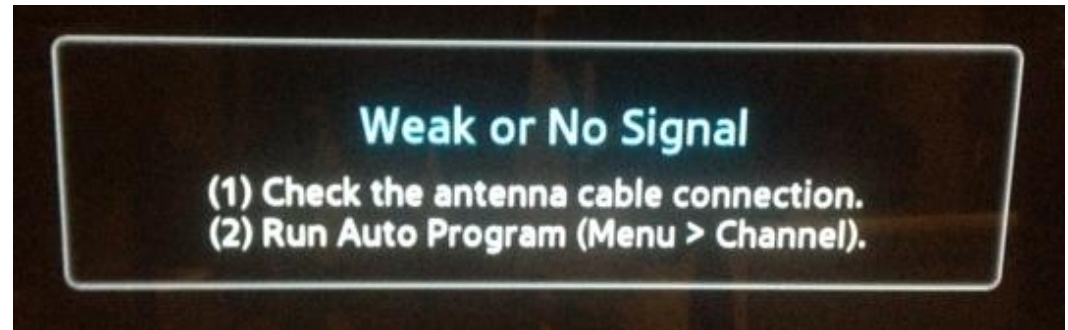 Weak or No Signal
(1) Check the antenna cable connection.
(2) Run Auto Program (Menu > Channel).